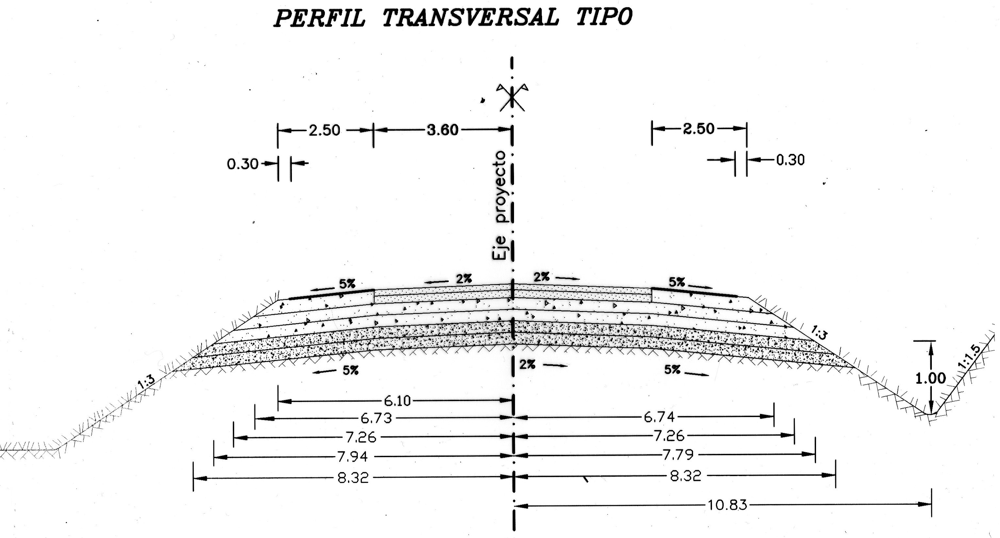 PERFIL TRANSVERSAL TIPO
2.50 3.60 2.50
0.30 0.30
Eje proyecto
5% 2% 2% 5%
1:3
1:3
1:1.5
1.00
5% 2% 5%
6.10
6.73 6.74
7.26 7.26
7.94 7.79
8.32 8.32
10.83